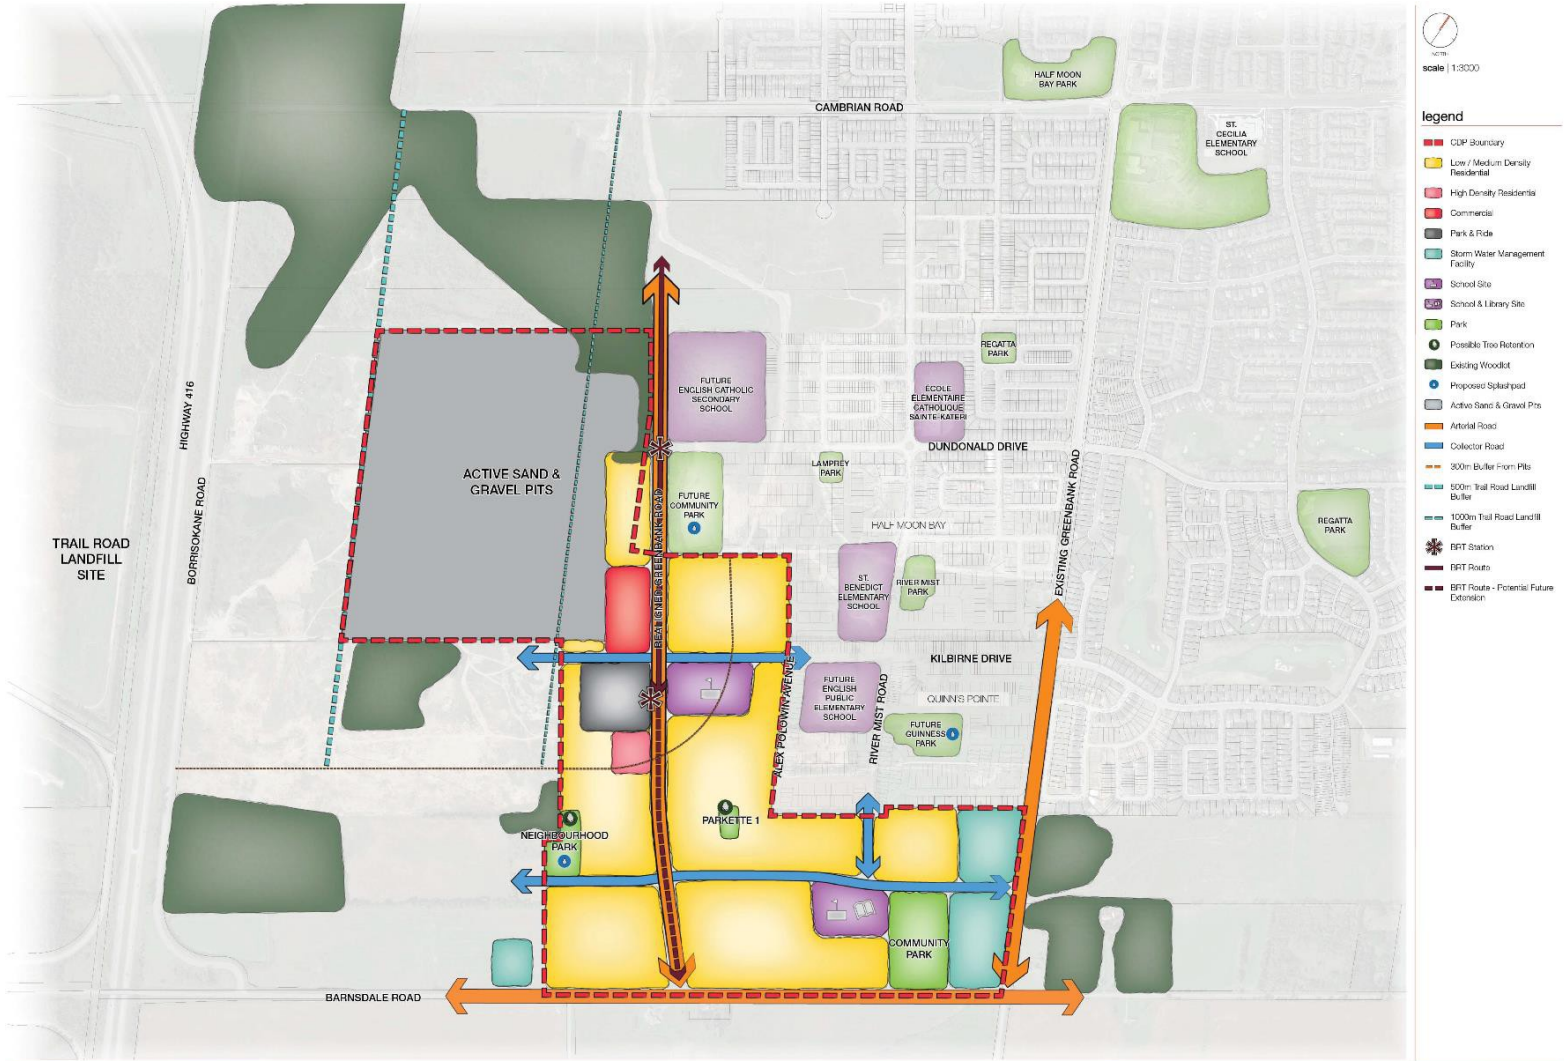 NORTH
scale | 1:3000
legend
CDP Boundary
Low / Medium Density
Residential
High Density Residential
Commercial
Park & Ride
Storm Water Management
Facility
School Site
School & Library Site
Park
Possible Tree Retention
Existing Woodlot
Proposed Splashpad
Active Sand & Gravel Pits
Arterial Road
Collector Road
300m Buffer From Pits
500m Trail Road Landfill
Buffer
1000m Trail Road Landfill
Buffer
BRT Station
BRT Route
BRT Route - Potential Future
Extension
HALF MOON
BAY PARK
CAMBRIAN ROAD
ST.
CECILIA
ELEMENTARY
SCHOOL
REGATTA
PARK
FUTURE
ENGLISH CATHOLIC
SECONDARY
SCHOOL
ÉCOLE
ELEMENTAIRE
CATHOLIQUE
SAINTE-KATERI
HIGHWAY 416
DUNDONALD DRIVE
LAMPREY
PARK
ACTIVE SAND &
GRAVEL PITS
FUTURE
COMMUNITY
PARK
EXISTING GREENBANK ROAD
REGATTA
PARK
HALF MOON BAY
BORRISOKANE ROAD
TRAIL ROAD
LANDFILL
SITE
REALIGNED GREENBANK ROAD
ST.
BENEDICT
ELEMENTARY
SCHOOL
RIVER MIST
PARK
KILBIRNE DRIVE
FUTURE
ENGLISH
PUBLIC
ELEMENTARY
SCHOOL
QUINN'S POINTE
ALEX POLOWIN AVENUE
RIVER MIST ROAD
FUTURE
GUINNESS
PARK
PARKETTE 1
NEIGHBOURHOOD
PARK
COMMUNITY
PARK
BARNSDALE ROAD